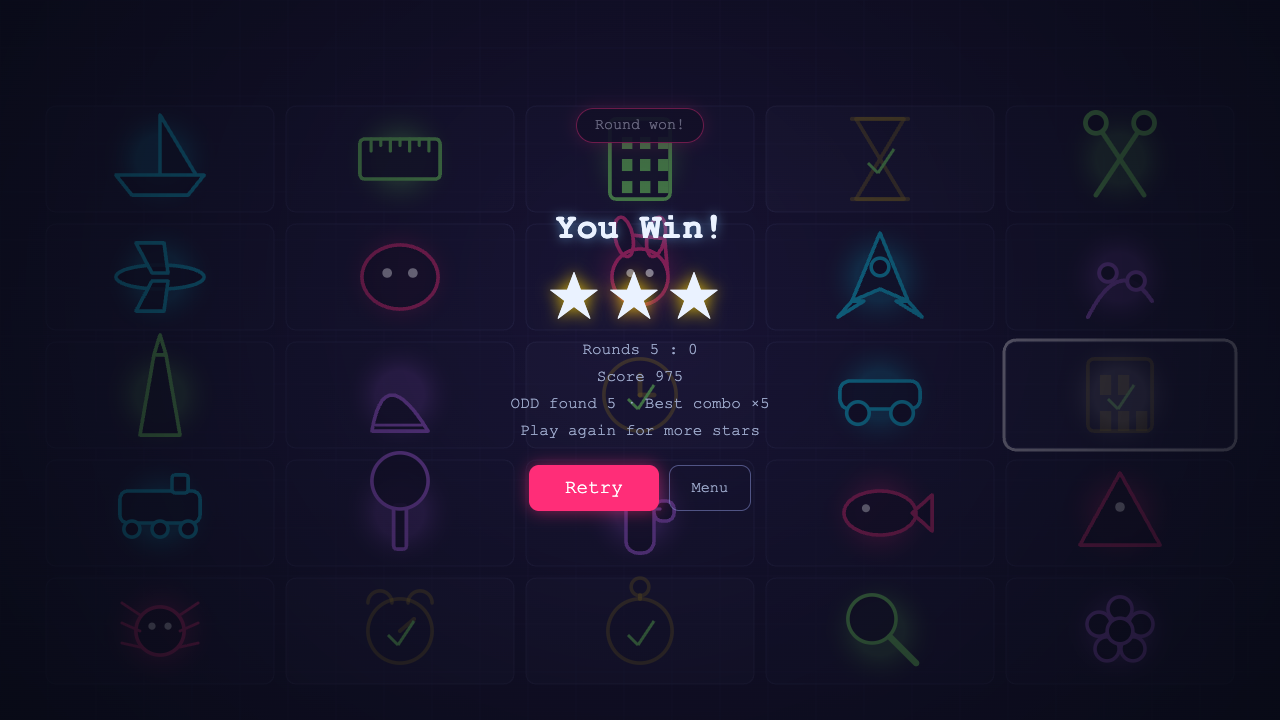 Round won!
You Win!
Rounds 5 : 0
Score 975
ODD found 5 · Best combo ×5
Play again for more stars
Retry
Menu